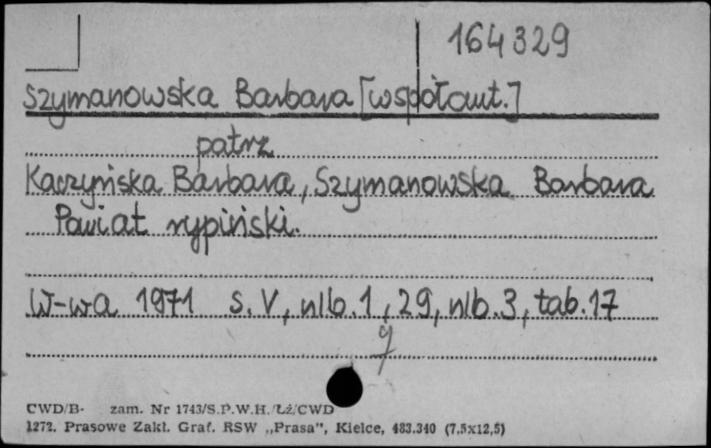 164329
Szymanowska Barbara [współaut.]
patrz
Kaczyńska Barbara, Szymanowska Barbara
Powiat rypiński.
W-wa 1971 s. V, nlb. 1, 29, nlb. 3, tab. 17
CWD/B- zam. Nr 1743/S.P.W.H./Łż/CWD
1272. Prasowe Zakł. Graf. RSW „Prasa”, Kielce, 483.340 (7,5x12,5)